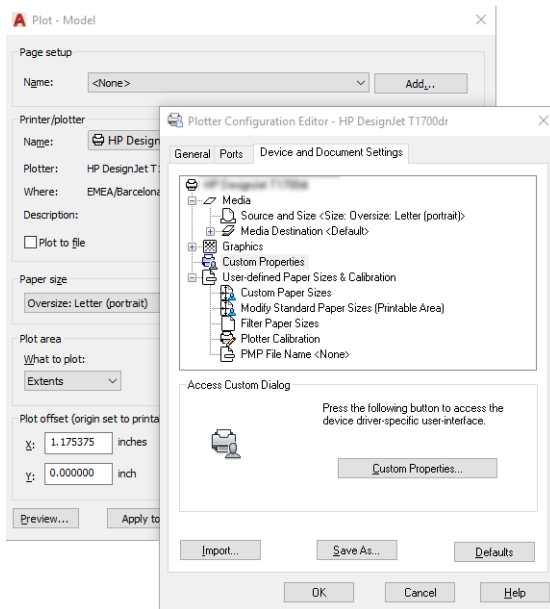 Plot - Model
Page setup
Name:
<None>
Add...
Printer/plotter
Name:
HP Design
Plotter:
HP DesignJet T1
Where:
EMEA/Barcelona
Description:
Plot to file
Paper size
Oversize: Letter (portrait)
Plot area
What to plot:
Extents
Plot offset (origin set to printa
X:
1.175375
inches
Y:
0.000000
inch
Preview...
Apply to
Plotter Configuration Editor - HP DesignJet T1700dr
General
Ports
Device and Document Settings
Media
Source and Size <Size: Oversize: Letter (portrait)>
Media Destination <Default>
Graphics
Custom Properties
User-defined Paper Sizes & Calibration
Custom Paper Sizes
Modify Standard Paper Sizes (Printable Area)
Filter Paper Sizes
Plotter Calibration
PMP File Name <None>
Access Custom Dialog
Press the following button to access the
device driver-specific user-interface.
Custom Properties...
Import...
Save As...
Defaults
OK
Cancel
Help